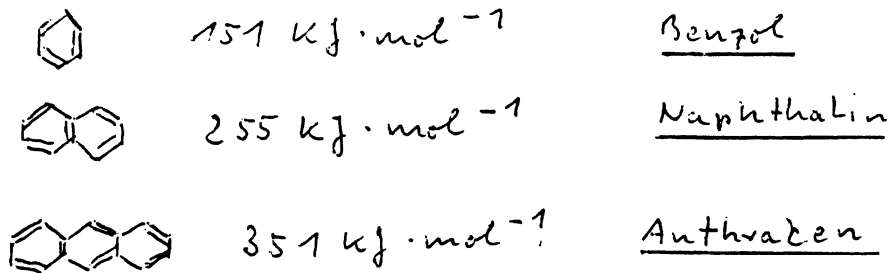 151 kJ · mol⁻¹ Benzol
255 kJ · mol⁻¹ Naphthalin
351 kJ · mol⁻¹ Anthracen